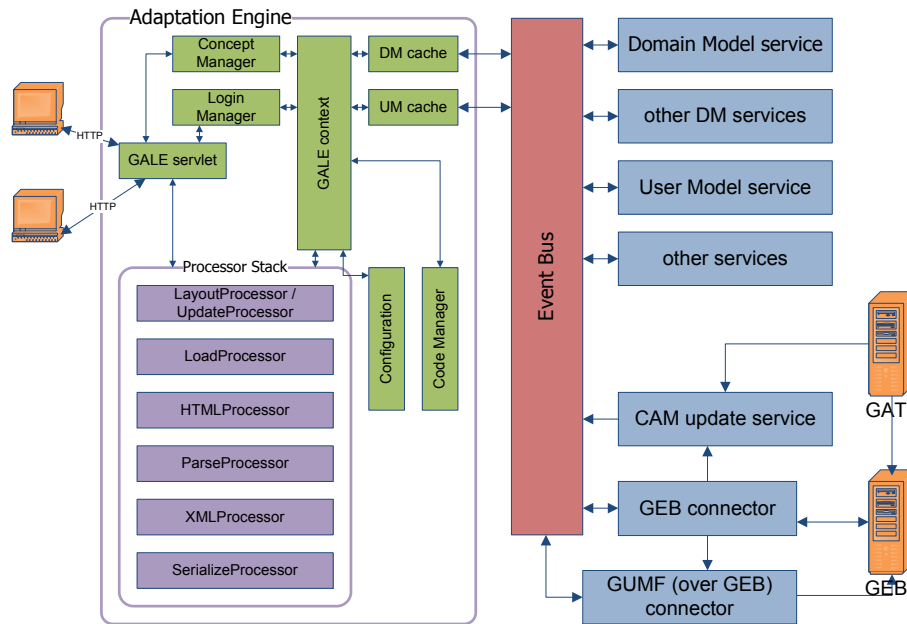 Adaptation Engine
Concept
Manager
DM cache
Login
Manager
UM cache
GALE context
HTTP
GALE servlet
HTTP
Processor Stack
LayoutProcessor /
UpdateProcessor
LoadProcessor
HTMLProcessor
ParseProcessor
XMLProcessor
SerializeProcessor
Configuration
Code Manager
Event Bus
Domain Model service
other DM services
User Model service
other services
CAM update service
GEB connector
GUMF (over GEB)
connector
GAT
GEB